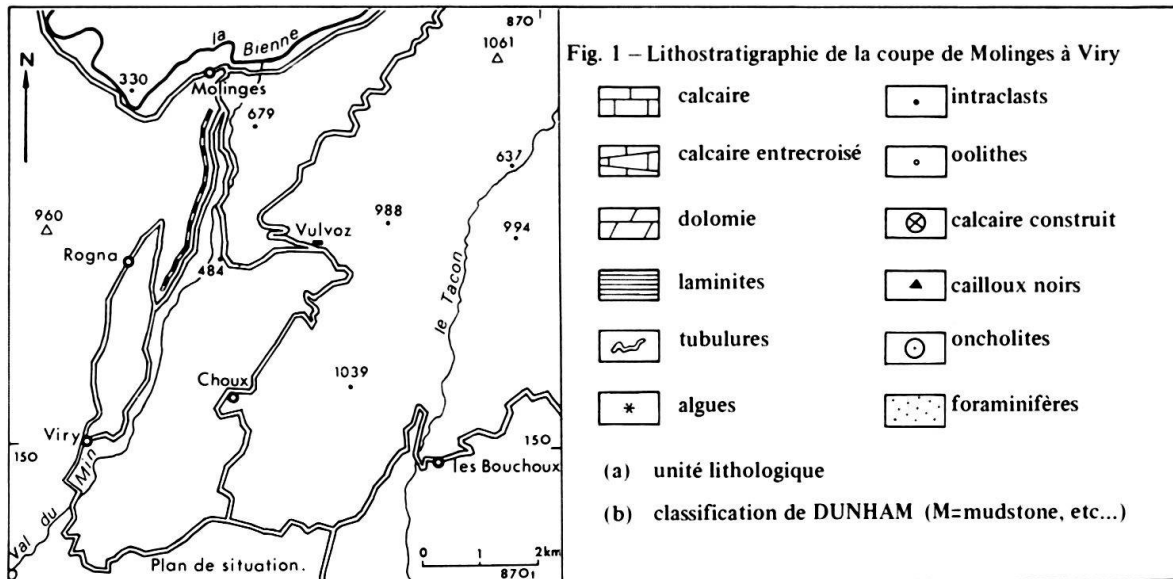 la Bienne
870
1061
N
330
Molinges
679
637
960
988
994
Vulvoz
Rogna
484
le Tacon
1039
Choux
Viry
150
150
les Bouchoux
Val du Min
Plan de situation.
0 1 2km
870
Fig. 1 – Lithostratigraphie de la coupe de Molinges à Viry
calcaire
intraclasts
calcaire entrecroisé
oolithes
dolomie
calcaire construit
laminites
cailloux noirs
tubulures
oncholites
algues
foraminifères
(a) unité lithologique
(b) classification de DUNHAM (M=mudstone, etc...)